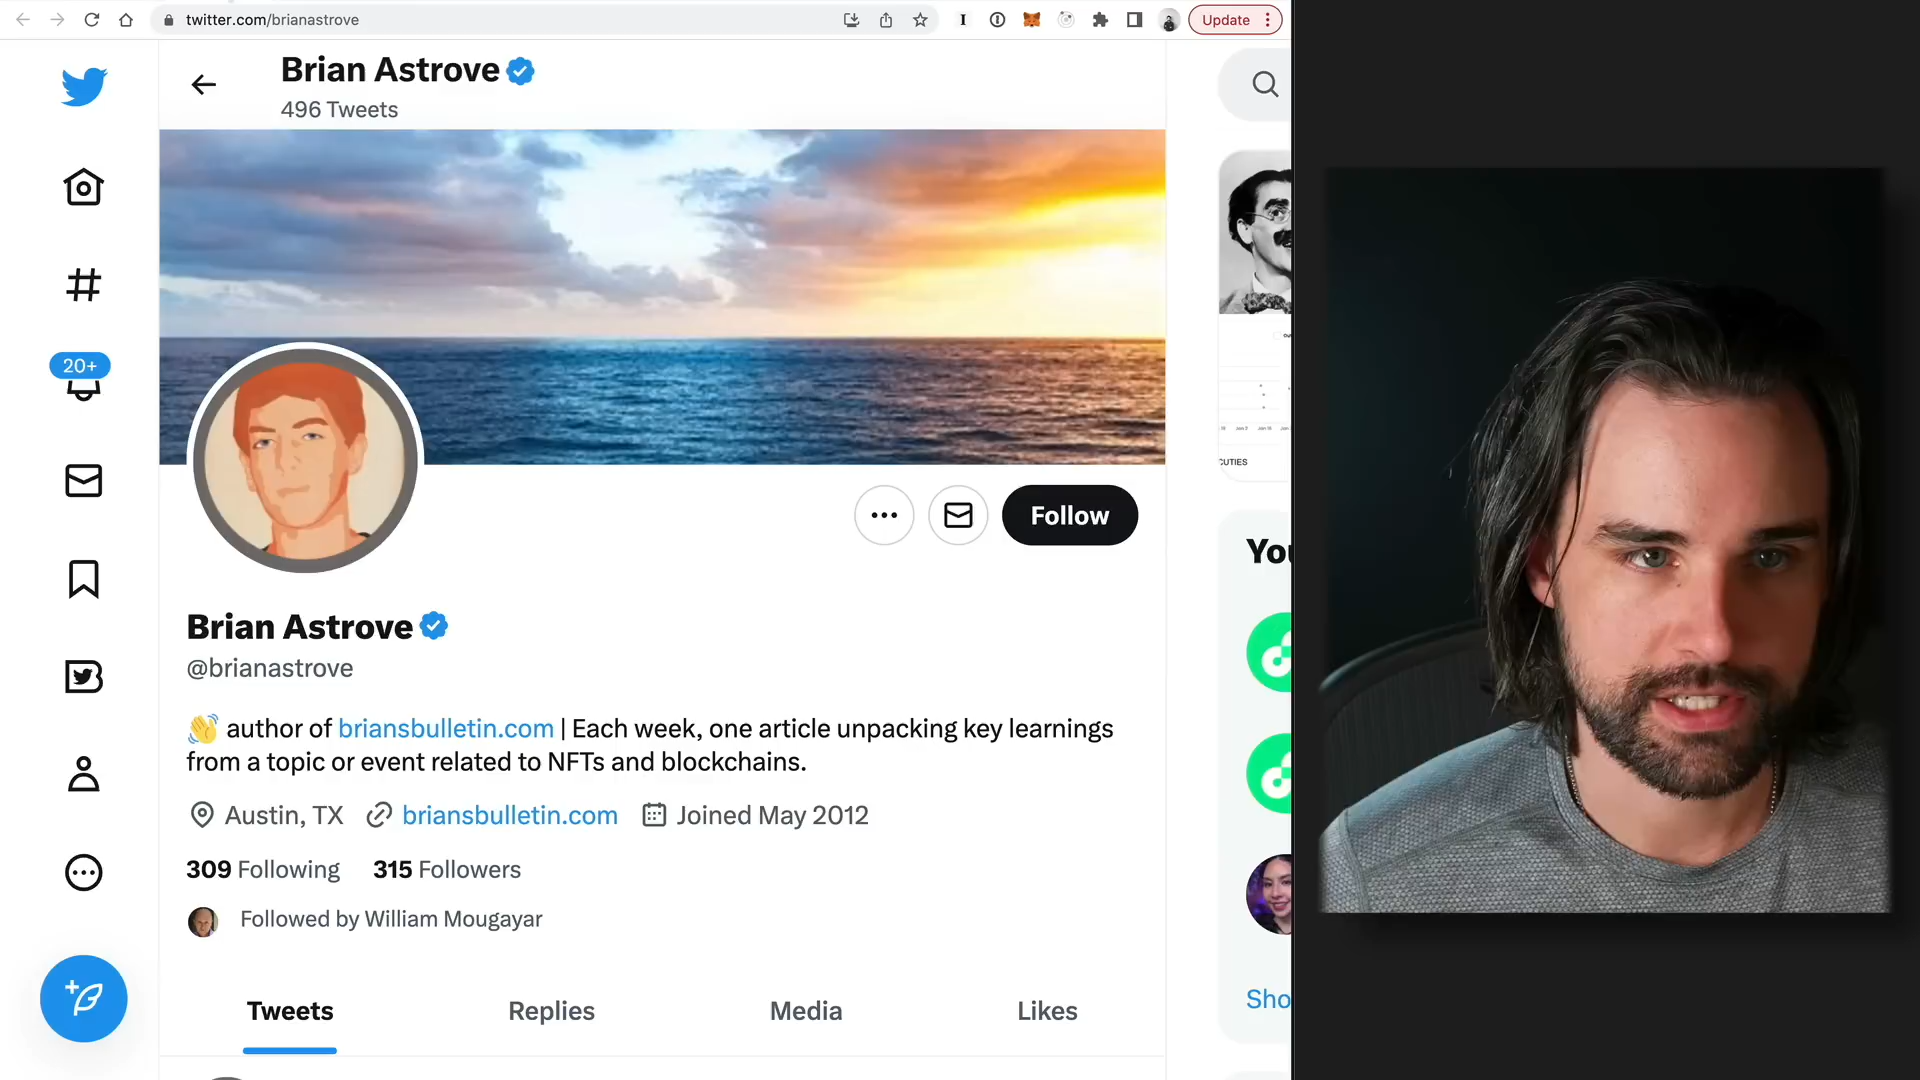 twitter.com/brianastrove
Update
Brian Astrove
496 Tweets
20+
Follow
CUTIES
You
Brian Astrove
@brianastrove
👋 author of briansbulletin.com | Each week, one article unpacking key learnings
from a topic or event related to NFTs and blockchains.
Austin, TX briansbulletin.com Joined May 2012
309 Following 315 Followers
Followed by William Mougayar
Sho
Tweets Replies Media Likes